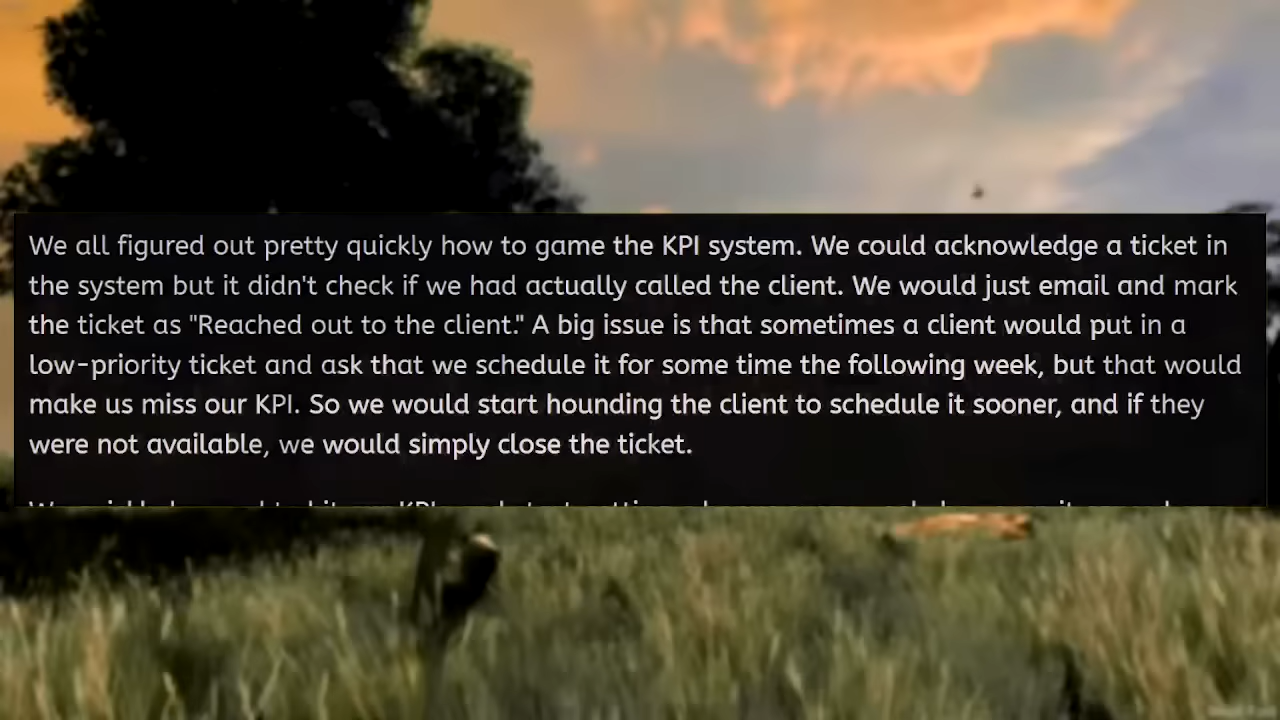 We all figured out pretty quickly how to game the KPI system. We could acknowledge a ticket in
the system but it didn't check if we had actually called the client. We would just email and mark
the ticket as "Reached out to the client." A big issue is that sometimes a client would put in a
low-priority ticket and ask that we schedule it for some time the following week, but that would
make us miss our KPI. So we would start hounding the client to schedule it sooner, and if they
were not available, we would simply close the ticket.